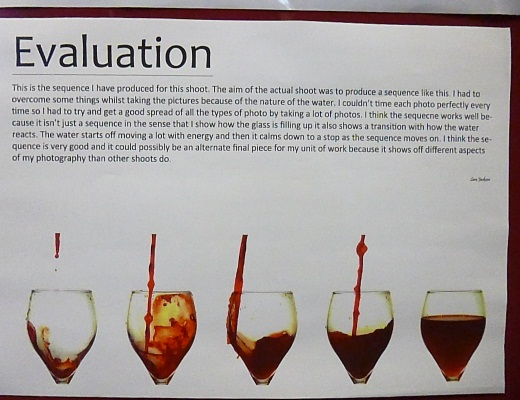 Evaluation
This is the sequence I have produced for this shoot. The aim of the actual shoot was to produce a sequence like this. I had to
overcome some things whilst taking the pictures because of the nature of the water. I couldn't time each photo perfectly every
time so I had to try and get a good spread of all the types of photo by taking a lot of photos. I think the sequecne works well be-
cause it isn't just a sequence in the sense that I show how the glass is filling up it also shows a transition with how the water
reacts. The water starts off moving a lot with energy and then it calms down to a stop as the sequence moves on. I think the se-
quence is very good and it could possibly be an alternate final piece for my unit of work because it shows off different aspects
of my photography than other shoots do.